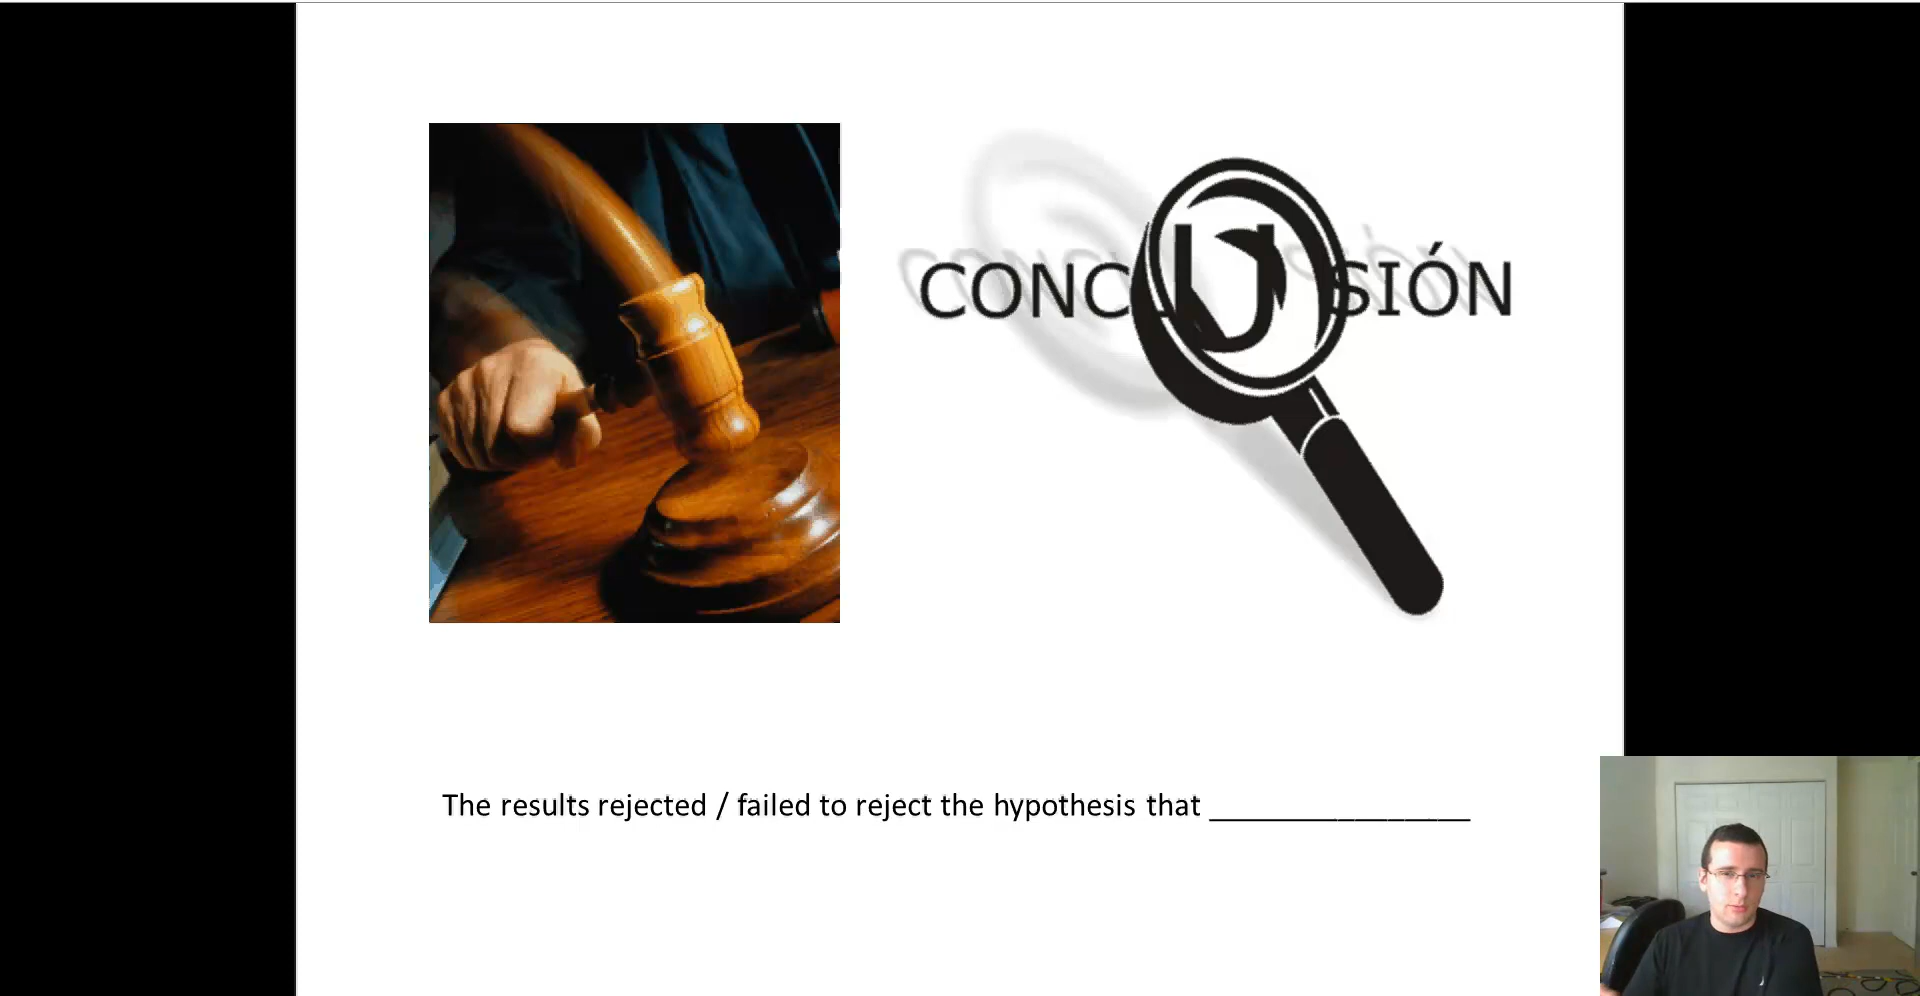 CONCLUSIÓN
The results rejected / failed to reject the hypothesis that ________________